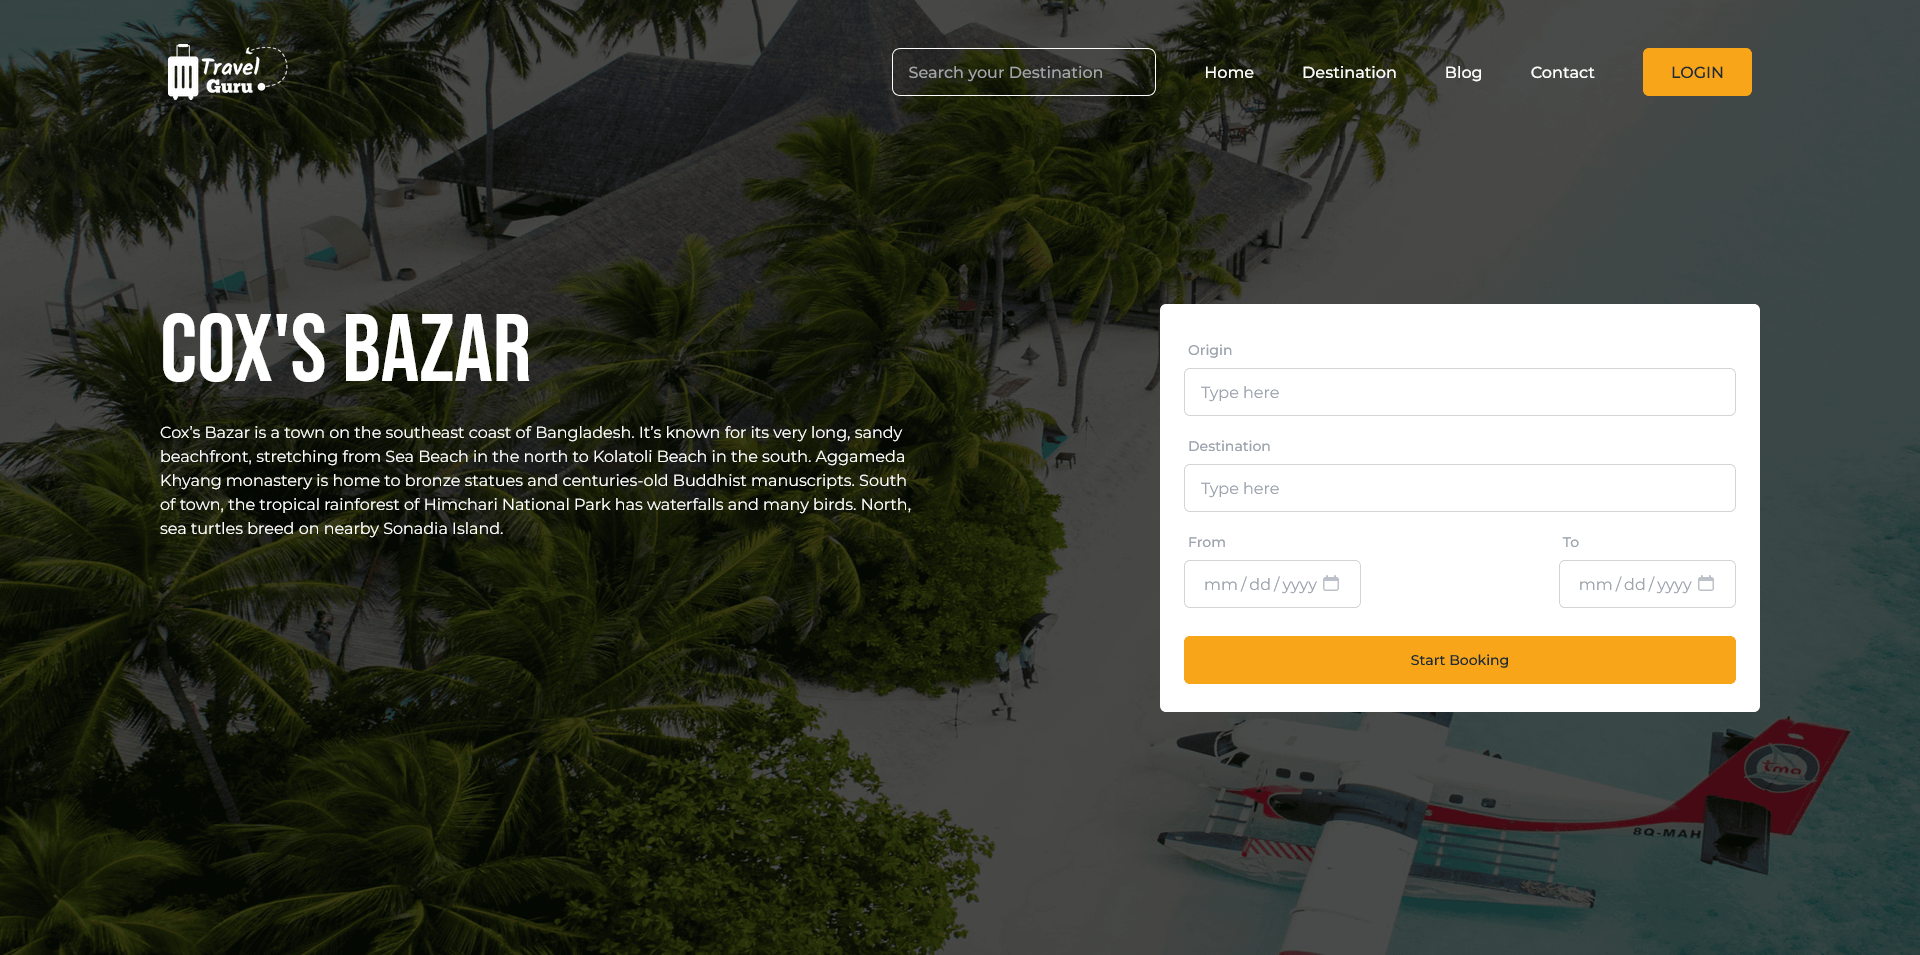 Travel
Guru
Search your Destination
Home
Destination
Blog
Contact
LOGIN
COX'S BAZAR
Cox’s Bazar is a town on the southeast coast of Bangladesh. It’s known for its very long, sandy
beachfront, stretching from Sea Beach in the north to Kolatoli Beach in the south. Aggameda
Khyang monastery is home to bronze statues and centuries-old Buddhist manuscripts. South
of town, the tropical rainforest of Himchari National Park has waterfalls and many birds. North,
sea turtles breed on nearby Sonadia Island.
Origin
Type here
Destination
Type here
From
To
mm/dd/yyyy
mm/dd/yyyy
Start Booking
tma
8Q-MAH